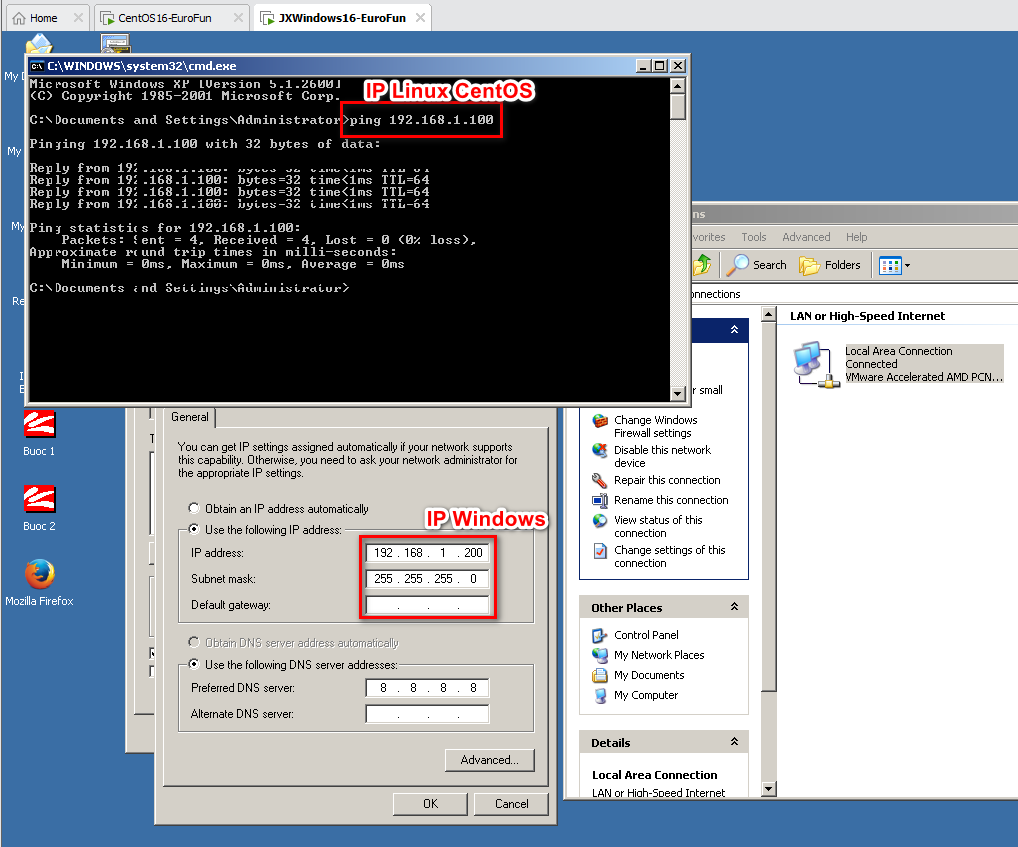 Home
CentOS16-EuroFun
JXWindows16-EuroFun
My D
C:\WINDOWS\system32\cmd.exe
Microsoft Windows XP [Version 5.1.2600]
(C) Copyright 1985-2001 Microsoft Corp.
IP Linux CentOS
C:\Documents and Settings\Administrator>ping 192.168.1.100
Pinging 192.168.1.100 with 32 bytes of data:
Reply from 192.168.1.100: bytes=32 time<1ms TTL=64
Reply from 192.168.1.100: bytes=32 time<1ms TTL=64
Reply from 192.168.1.100: bytes=32 time<1ms TTL=64
Reply from 192.168.1.100: bytes=32 time<1ms TTL=64
Ping statistics for 192.168.1.100:
Packets: Sent = 4, Received = 4, Lost = 0 (0% loss),
Approximate round trip times in milli-seconds:
Minimum = 0ms, Maximum = 0ms, Average = 0ms
C:\Documents and Settings\Administrator>
My
My
Re
I
E
Buoc 1
Buoc 2
Mozilla Firefox
ns
vorites
Tools
Advanced
Help
Search
Folders
onnections
LAN or High-Speed Internet
Local Area Connection
Connected
VMware Accelerated AMD PCN...
r small
Change Windows
Firewall settings
Disable this network
device
Repair this connection
Rename this connection
View status of this
connection
Change settings of this
connection
Other Places
Control Panel
My Network Places
My Documents
My Computer
Details
Local Area Connection
LAN or High-Speed Internet
General
You can get IP settings assigned automatically if your network supports
this capability. Otherwise, you need to ask your network administrator for
the appropriate IP settings.
Obtain an IP address automatically
Use the following IP address:
IP Windows
IP address: 192 . 168 . 1 . 200
Subnet mask: 255 . 255 . 255 . 0
Default gateway: . . .
Obtain DNS server address automatically
Use the following DNS server addresses:
Preferred DNS server: 8 . 8 . 8 . 8
Alternate DNS server: . . .
Advanced...
OK
Cancel